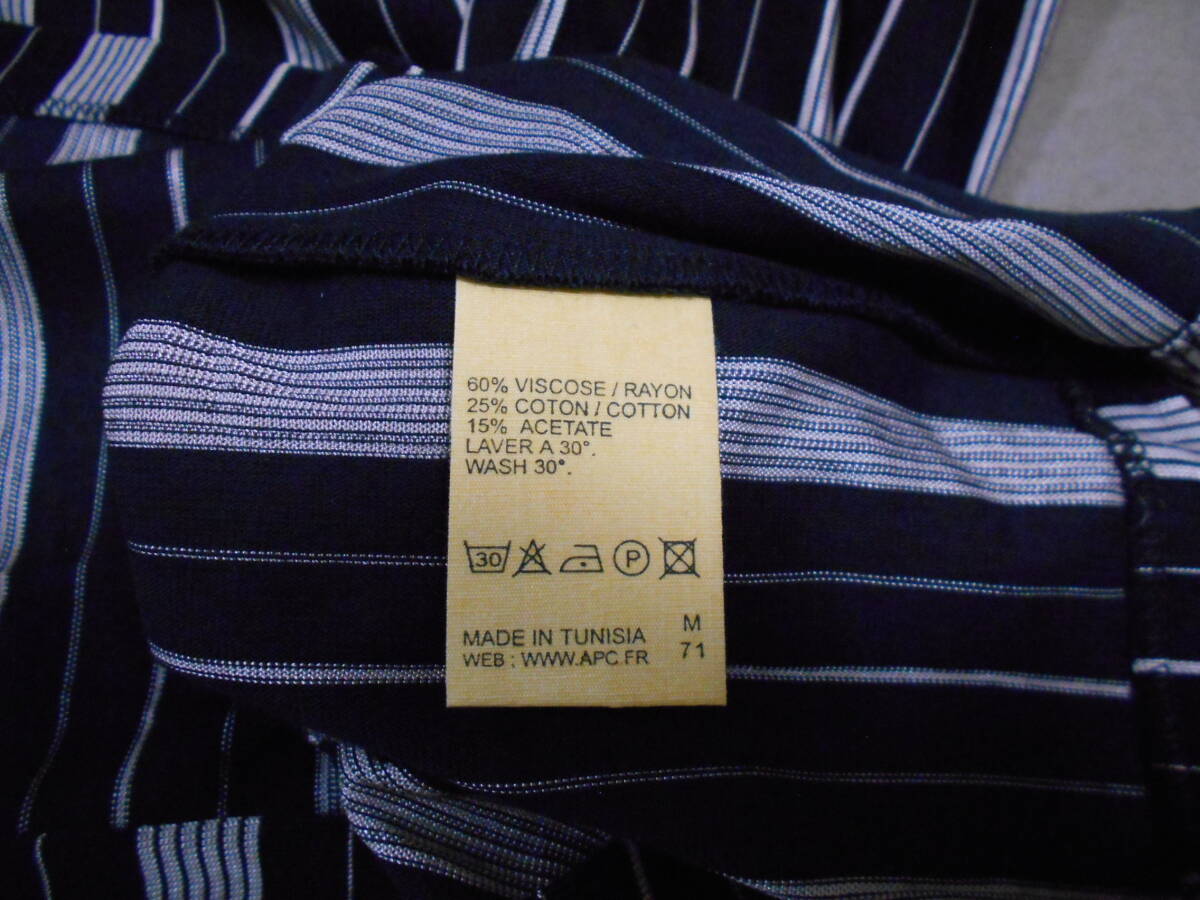 60% VISCOSE / RAYON
25% COTON / COTTON
15% ACETATE
LAVER A 30°.
WASH 30°.
30 P
MADE IN TUNISIA M
WEB : WWW.APC.FR 71